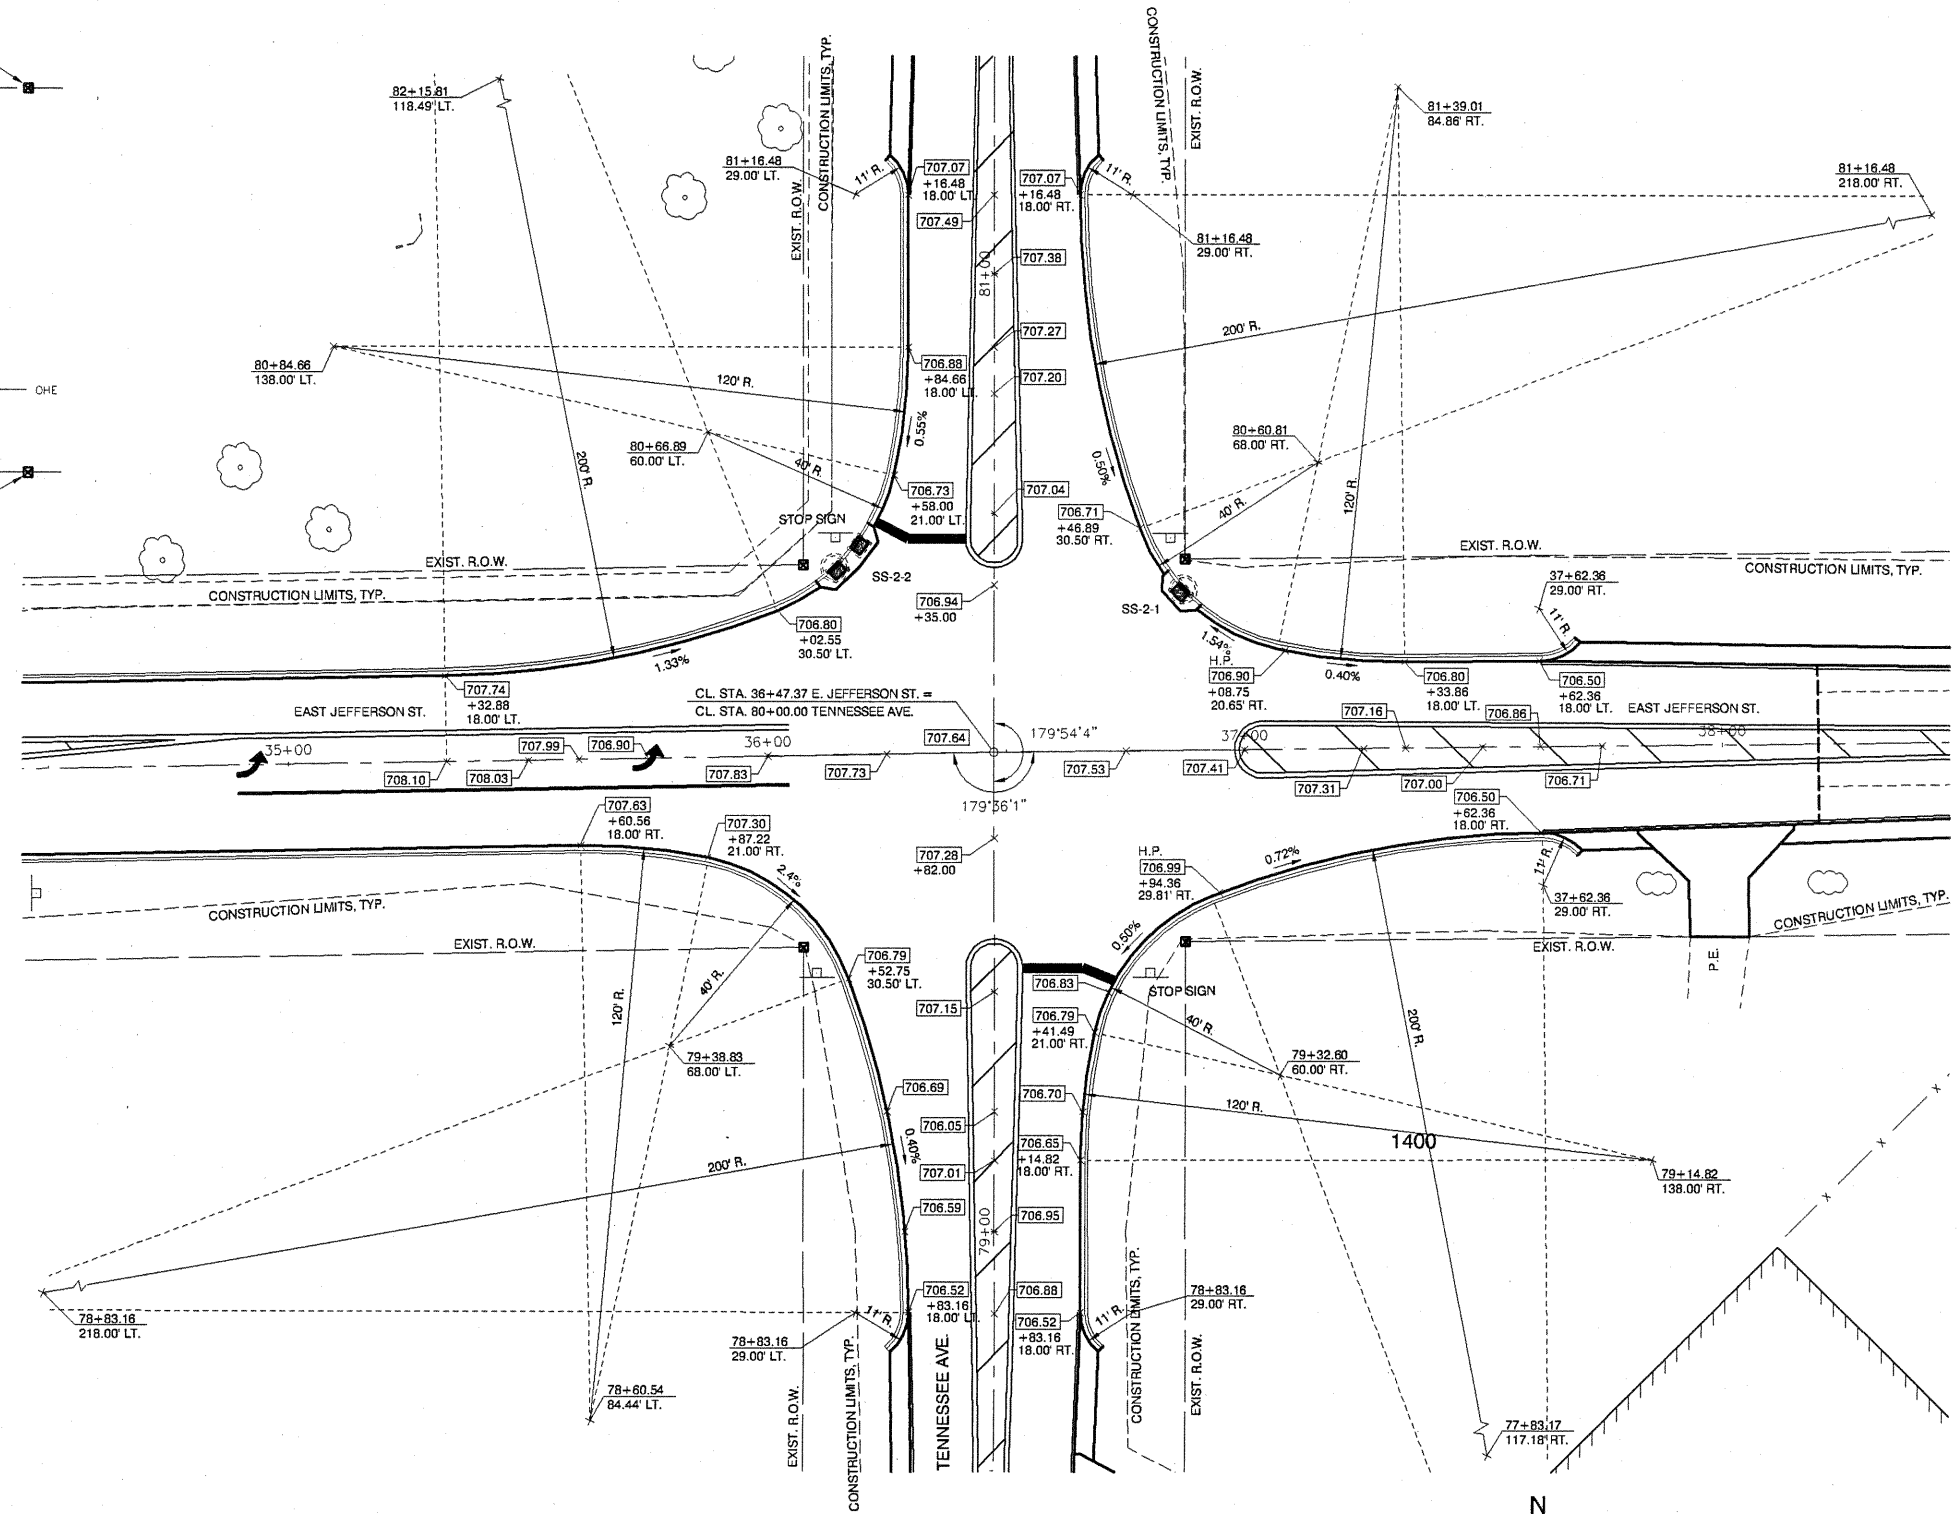 CONSTRUCTION LIMITS, TYP.
CONSTRUCTION LIMITS, TYP.
EXIST. R.O.W.
82+15.81
118.49' LT.
81+39.01
84.86' RT.
81+16.48
29.00' LT.
11' R.
707.07
+16.48
18.00' LT.
707.07
+16.48
18.00' RT.
11' R.
81+16.48
218.00' RT.
EXIST. R.O.W.
707.49
81+16.48
29.00' RT.
707.38
81+00
707.27
200' R.
80+84.66
138.00' LT.
120' R.
706.88
+84.66
18.00' LT.
707.20
OHE
0.55%
80+66.89
60.00' LT.
80+60.81
68.00' RT.
200' R.
40' R.
0.50%
706.73
+58.00
21.00' LT.
707.04
706.71
+46.89
30.50' RT.
40' R.
120' R.
STOP SIGN
EXIST. R.O.W.
EXIST. R.O.W.
SS-2-2
CONSTRUCTION LIMITS, TYP.
CONSTRUCTION LIMITS, TYP.
37+62.36
29.00' LT.
706.94
+35.00
SS-2-1
11' R.
706.80
+02.55
30.50' LT.
1.33%
1.54%
H.P.
706.90
+08.75
20.65' RT.
0.40%
706.80
+33.86
18.00' LT.
706.50
+62.36
18.00' LT.
707.74
+32.88
18.00' LT.
CL. STA. 36+47.37 E. JEFFERSON ST. =
CL. STA. 80+00.00 TENNESSEE AVE.
EAST JEFFERSON ST.
EAST JEFFERSON ST.
707.16
706.86
35+00
707.99
706.90
36+00
707.64
179°54'4"
37+00
38+00
708.10
708.03
707.83
707.73
707.53
707.41
707.31
707.00
706.71
179°36'1"
707.63
+60.56
18.00' RT.
707.30
+87.22
21.00' RT.
706.50
+62.36
18.00' RT.
707.28
+82.00
H.P.
706.99
+94.36
29.81' RT.
0.72%
2.4%
11' R.
37+62.36
29.00' RT.
CONSTRUCTION LIMITS, TYP.
CONSTRUCTION LIMITS, TYP.
EXIST. R.O.W.
0.50%
EXIST. R.O.W.
P.E.
706.79
+52.75
30.50' LT.
40' R.
706.83
STOP SIGN
120' R.
707.15
706.79
+41.49
21.00' RT.
40' R.
200' R.
79+38.83
68.00' LT.
79+32.60
60.00' RT.
706.69
706.70
120' R.
706.05
0.40%
706.65
+14.82
18.00' RT.
1400
200' R.
707.01
79+14.82
138.00' RT.
706.59
706.95
79+00
706.52
+83.16
18.00' LT.
706.88
78+83.16
29.00' RT.
11' R.
11' R.
706.52
+83.16
18.00' RT.
78+83.16
218.00' LT.
78+83.16
29.00' LT.
CONSTRUCTION LIMITS, TYP.
EXIST. R.O.W.
78+60.54
84.44' LT.
EXIST. R.O.W.
CONSTRUCTION LIMITS, TYP.
TENNESSEE AVE.
77+83.17
117.18' RT.
N